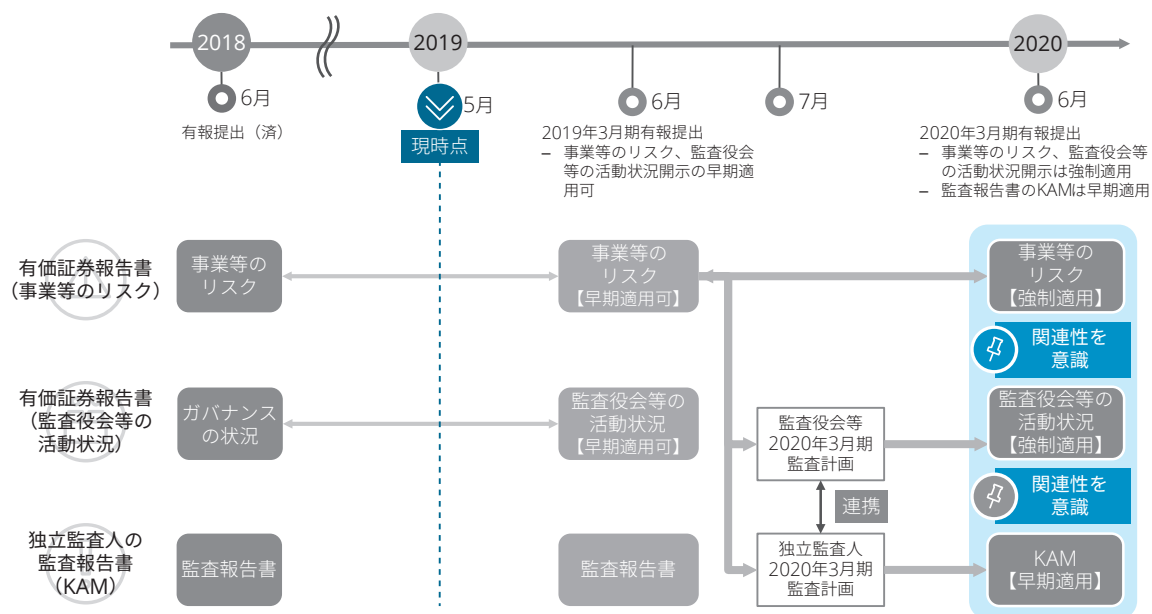 2018
2019
2020
6月
5月
6月
7月
6月
有報提出（済）
現時点
2019年3月期有報提出
– 事業等のリスク、監査役会
等の活動状況開示の早期適
用可
2020年3月期有報提出
– 事業等のリスク、監査役会等
の活動状況開示は強制適用
– 監査報告書のKAMは早期適用
有価証券報告書
（事業等のリスク）
事業等の
リスク
事業等の
リスク
【早期適用可】
事業等の
リスク
【強制適用】
関連性を
意識
有価証券報告書
（監査役会等の
活動状況）
ガバナンス
の状況
監査役会等の
活動状況
【早期適用可】
監査役会等
2020年3月期
監査計画
監査役会等の
活動状況
【強制適用】
連携
関連性を
意識
独立監査人の
監査報告書
（KAM）
監査報告書
監査報告書
独立監査人
2020年3月期
監査計画
KAM
【早期適用】